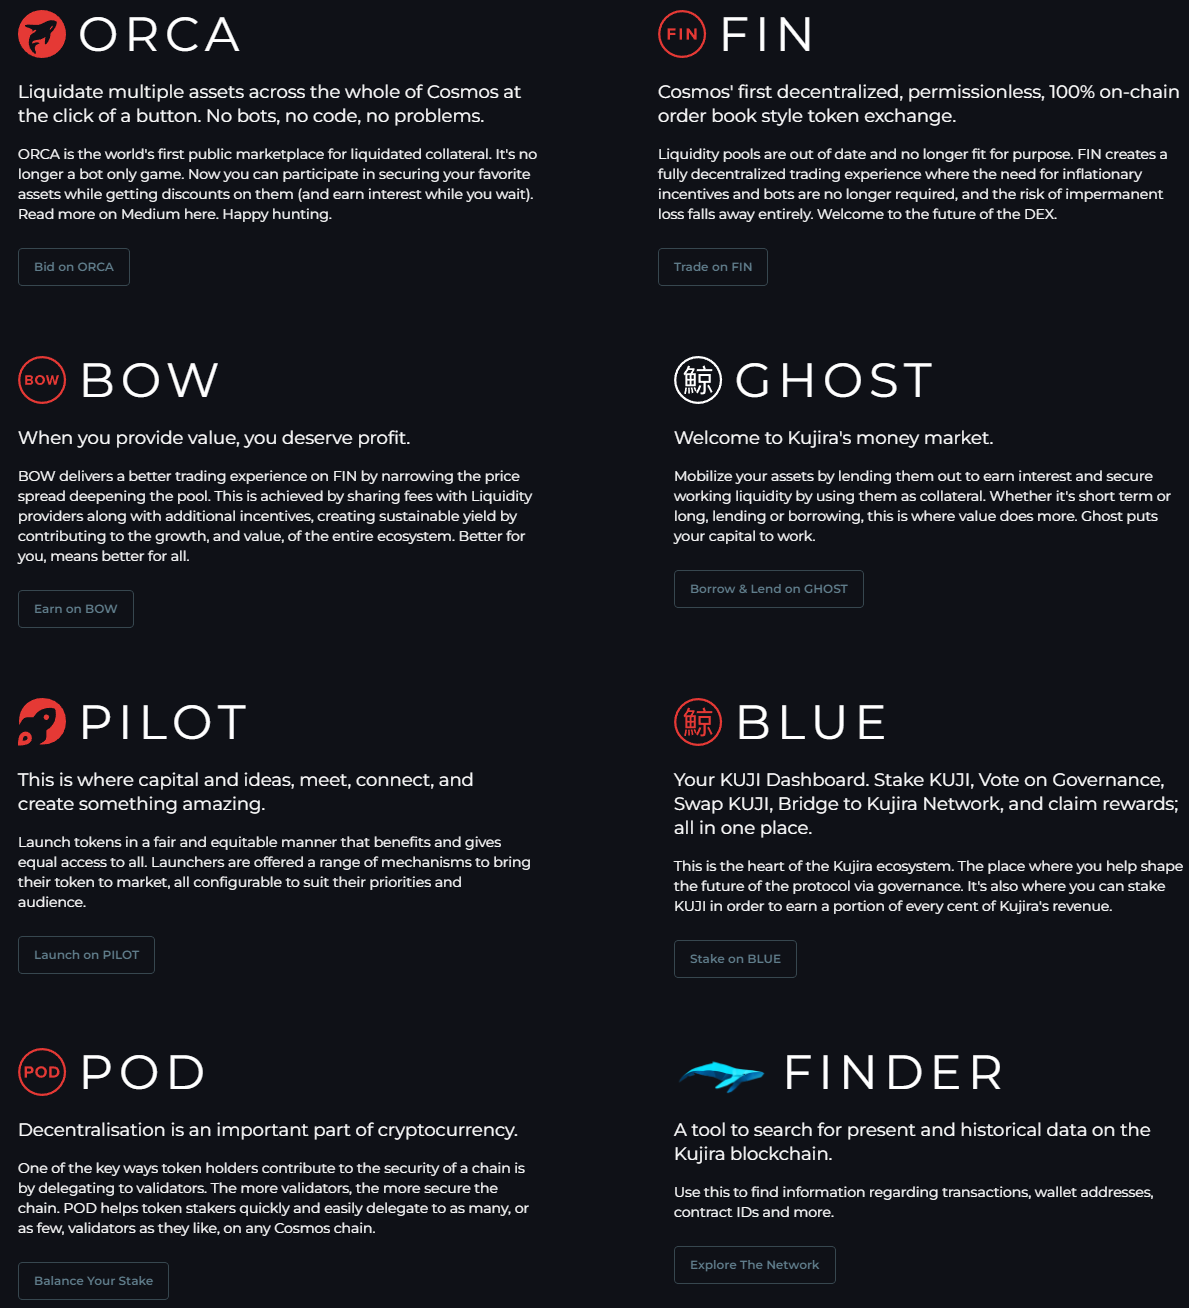 ORCA
Liquidate multiple assets across the whole of Cosmos at
the click of a button. No bots, no code, no problems.
ORCA is the world's first public marketplace for liquidated collateral. It's no
longer a bot only game. Now you can participate in securing your favorite
assets while getting discounts on them (and earn interest while you wait).
Read more on Medium here. Happy hunting.
Bid on ORCA
FIN
FIN
Cosmos' first decentralized, permissionless, 100% on-chain
order book style token exchange.
Liquidity pools are out of date and no longer fit for purpose. FIN creates a
fully decentralized trading experience where the need for inflationary
incentives and bots are no longer required, and the risk of impermanent
loss falls away entirely. Welcome to the future of the DEX.
Trade on FIN
BOW
BOW
When you provide value, you deserve profit.
BOW delivers a better trading experience on FIN by narrowing the price
spread deepening the pool. This is achieved by sharing fees with Liquidity
providers along with additional incentives, creating sustainable yield by
contributing to the growth, and value, of the entire ecosystem. Better for
you, means better for all.
Earn on BOW
鯨
GHOST
Welcome to Kujira's money market.
Mobilize your assets by lending them out to earn interest and secure
working liquidity by using them as collateral. Whether it's short term or
long, lending or borrowing, this is where value does more. Ghost puts
your capital to work.
Borrow & Lend on GHOST
PILOT
This is where capital and ideas, meet, connect, and
create something amazing.
Launch tokens in a fair and equitable manner that benefits and gives
equal access to all. Launchers are offered a range of mechanisms to bring
their token to market, all configurable to suit their priorities and
audience.
Launch on PILOT
鯨
BLUE
Your KUJI Dashboard. Stake KUJI, Vote on Governance,
Swap KUJI, Bridge to Kujira Network, and claim rewards;
all in one place.
This is the heart of the Kujira ecosystem. The place where you help shape
the future of the protocol via governance. It's also where you can stake
KUJI in order to earn a portion of every cent of Kujira's revenue.
Stake on BLUE
POD
POD
Decentralisation is an important part of cryptocurrency.
One of the key ways token holders contribute to the security of a chain is
by delegating to validators. The more validators, the more secure the
chain. POD helps token stakers quickly and easily delegate to as many, or
as few, validators as they like, on any Cosmos chain.
Balance Your Stake
FINDER
A tool to search for present and historical data on the
Kujira blockchain.
Use this to find information regarding transactions, wallet addresses,
contract IDs and more.
Explore The Network